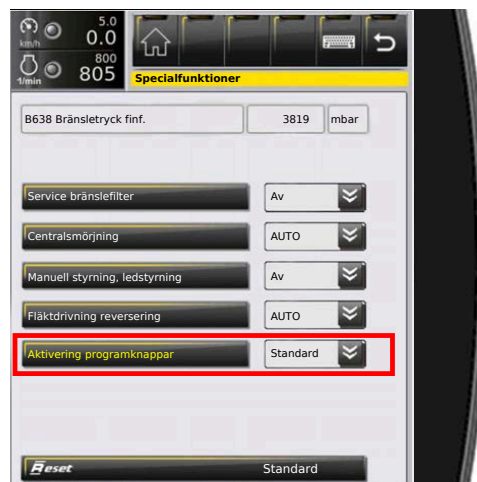 5.0
km/h 0.0
800
1/min 805
Specialfunktioner
B638 Bränsletryck finf. 3819 mbar
Service bränslefilter Av
Centralsmörjning AUTO
Manuell styrning, ledstyrning Av
Fläktdrivning reversering AUTO
Aktivering programknappar Standard
Reset Standard